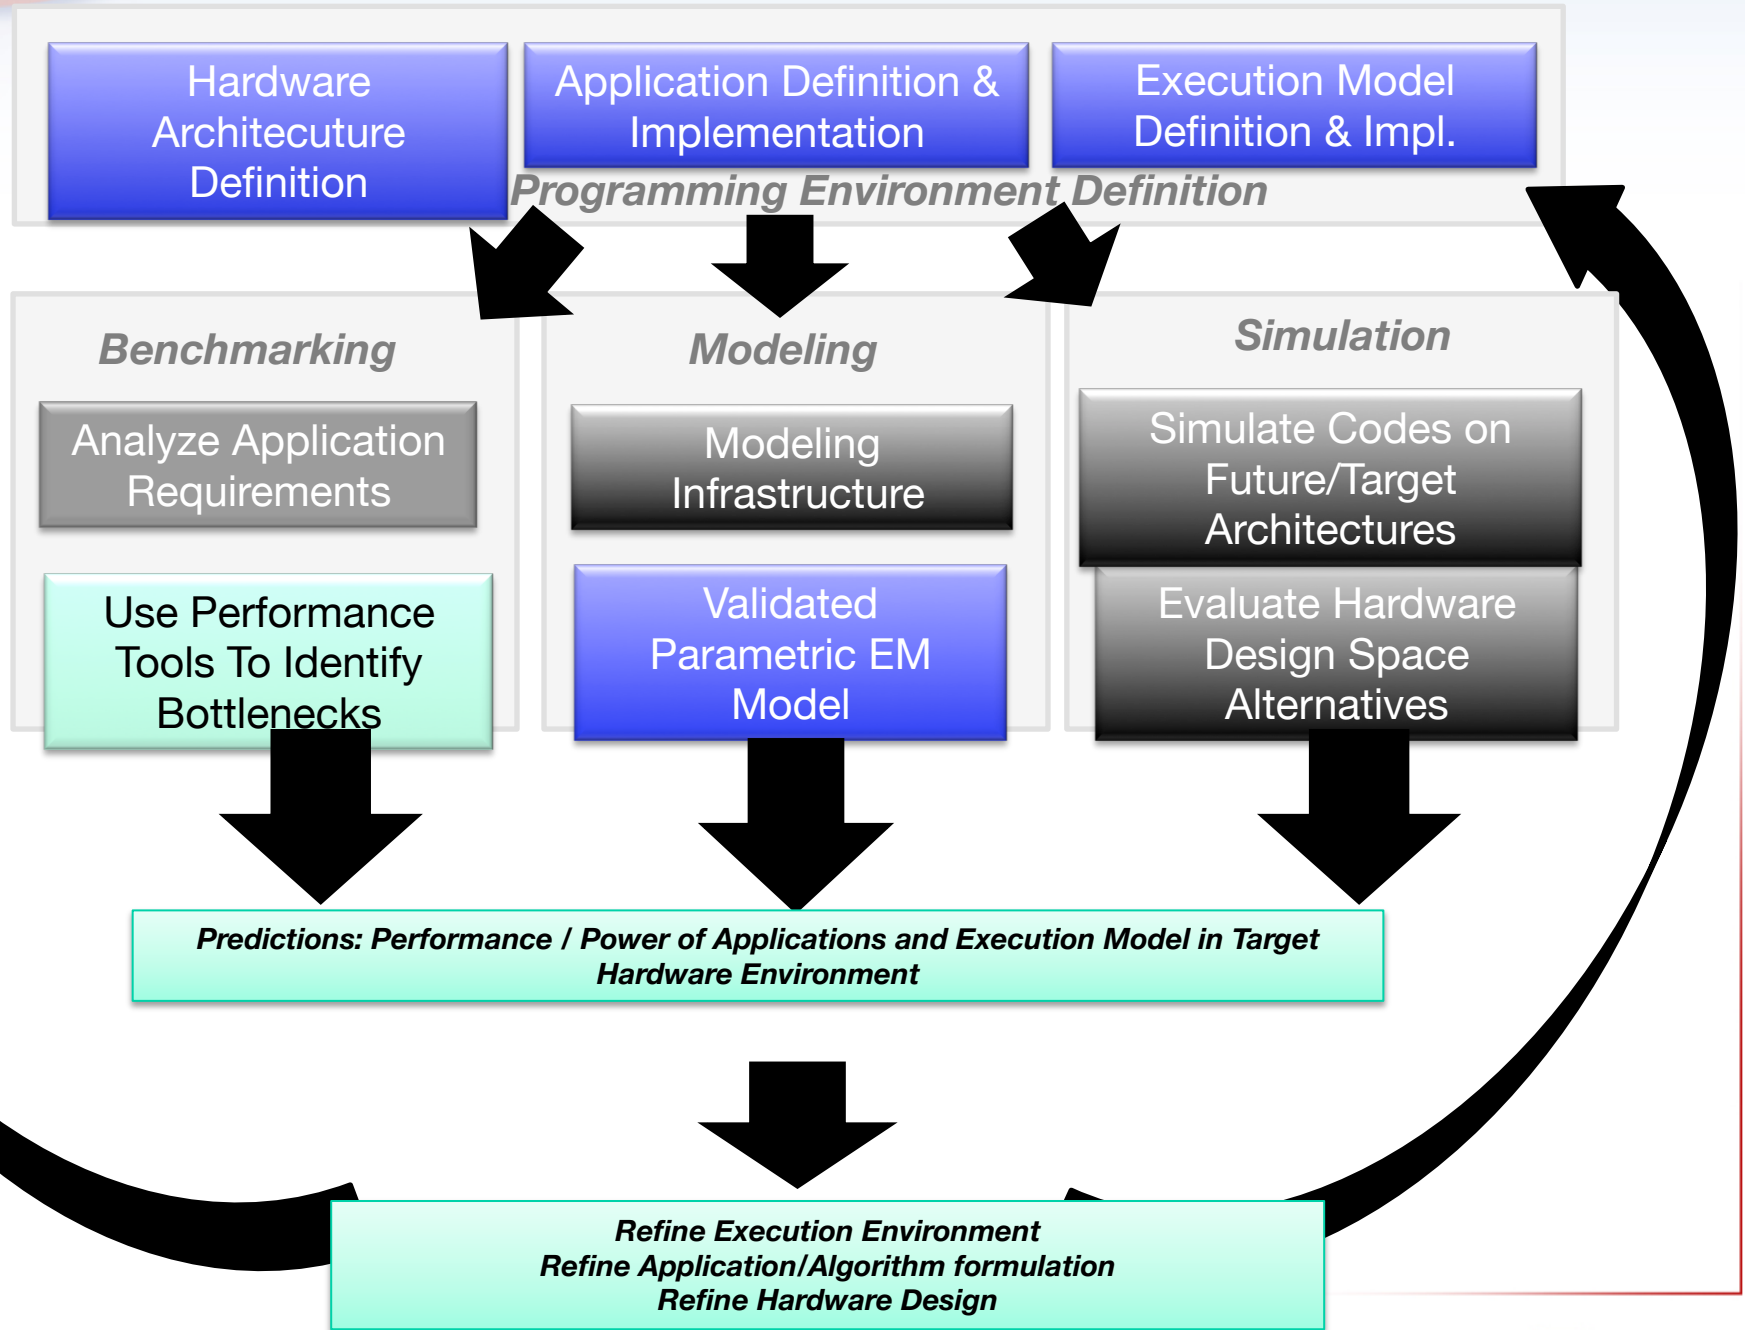 Hardware
Architecuture
Definition
Application Definition &
Implementation
Execution Model
Definition & Impl.
Programming Environment Definition
Benchmarking
Analyze Application
Requirements
Use Performance
Tools To Identify
Bottlenecks
Modeling
Modeling
Infrastructure
Validated
Parametric EM
Model
Simulation
Simulate Codes on
Future/Target
Architectures
Evaluate Hardware
Design Space
Alternatives
Predictions: Performance / Power of Applications and Execution Model in Target
Hardware Environment
Refine Execution Environment
Refine Application/Algorithm formulation
Refine Hardware Design